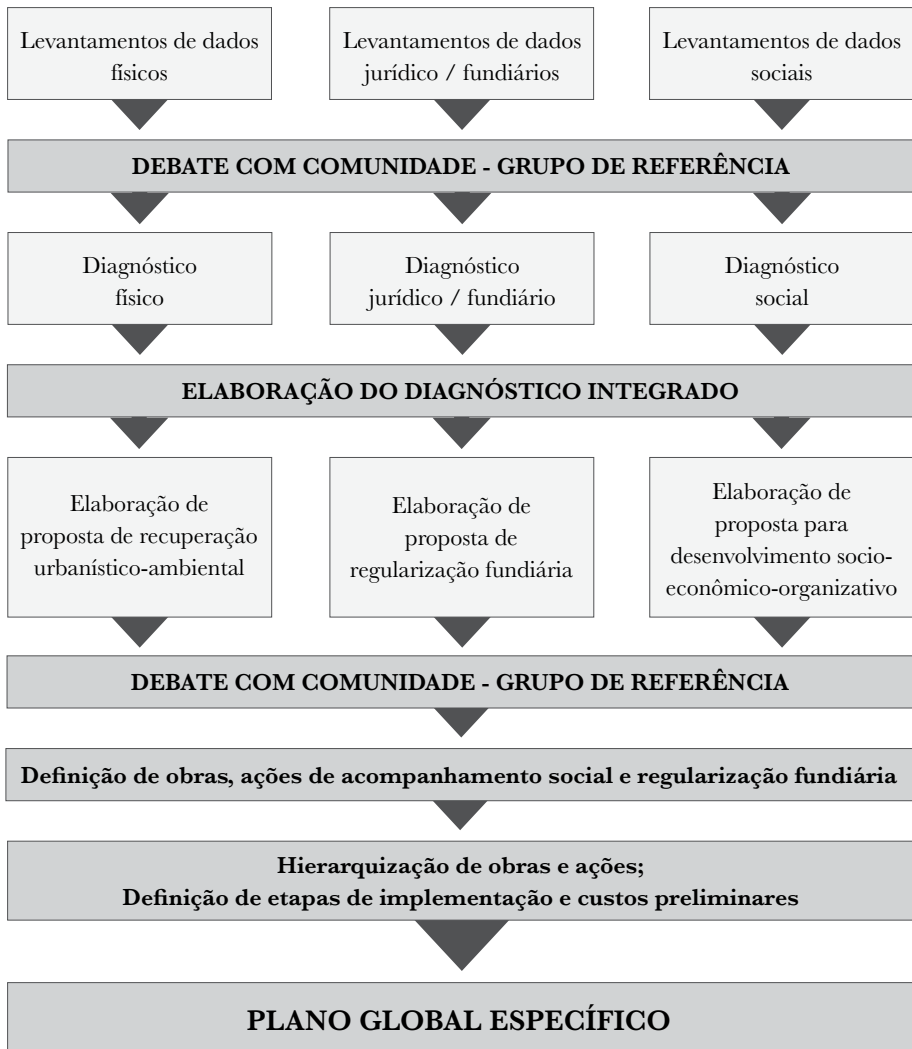 Levantamentos de dados
físicos
Levantamentos de dados
jurídico / fundiários
Levantamentos de dados
sociais
DEBATE COM COMUNIDADE - GRUPO DE REFERÊNCIA
Diagnóstico
físico
Diagnóstico
jurídico / fundiário
Diagnóstico
social
ELABORAÇÃO DO DIAGNÓSTICO INTEGRADO
Elaboração de
proposta de recuperação
urbanístico-ambiental
Elaboração de
proposta de
regularização fundiária
Elaboração de
proposta para
desenvolvimento socio-
econômico-organizativo
DEBATE COM COMUNIDADE - GRUPO DE REFERÊNCIA
Definição de obras, ações de acompanhamento social e regularização fundiária
Hierarquização de obras e ações;
Definição de etapas de implementação e custos preliminares
PLANO GLOBAL ESPECÍFICO